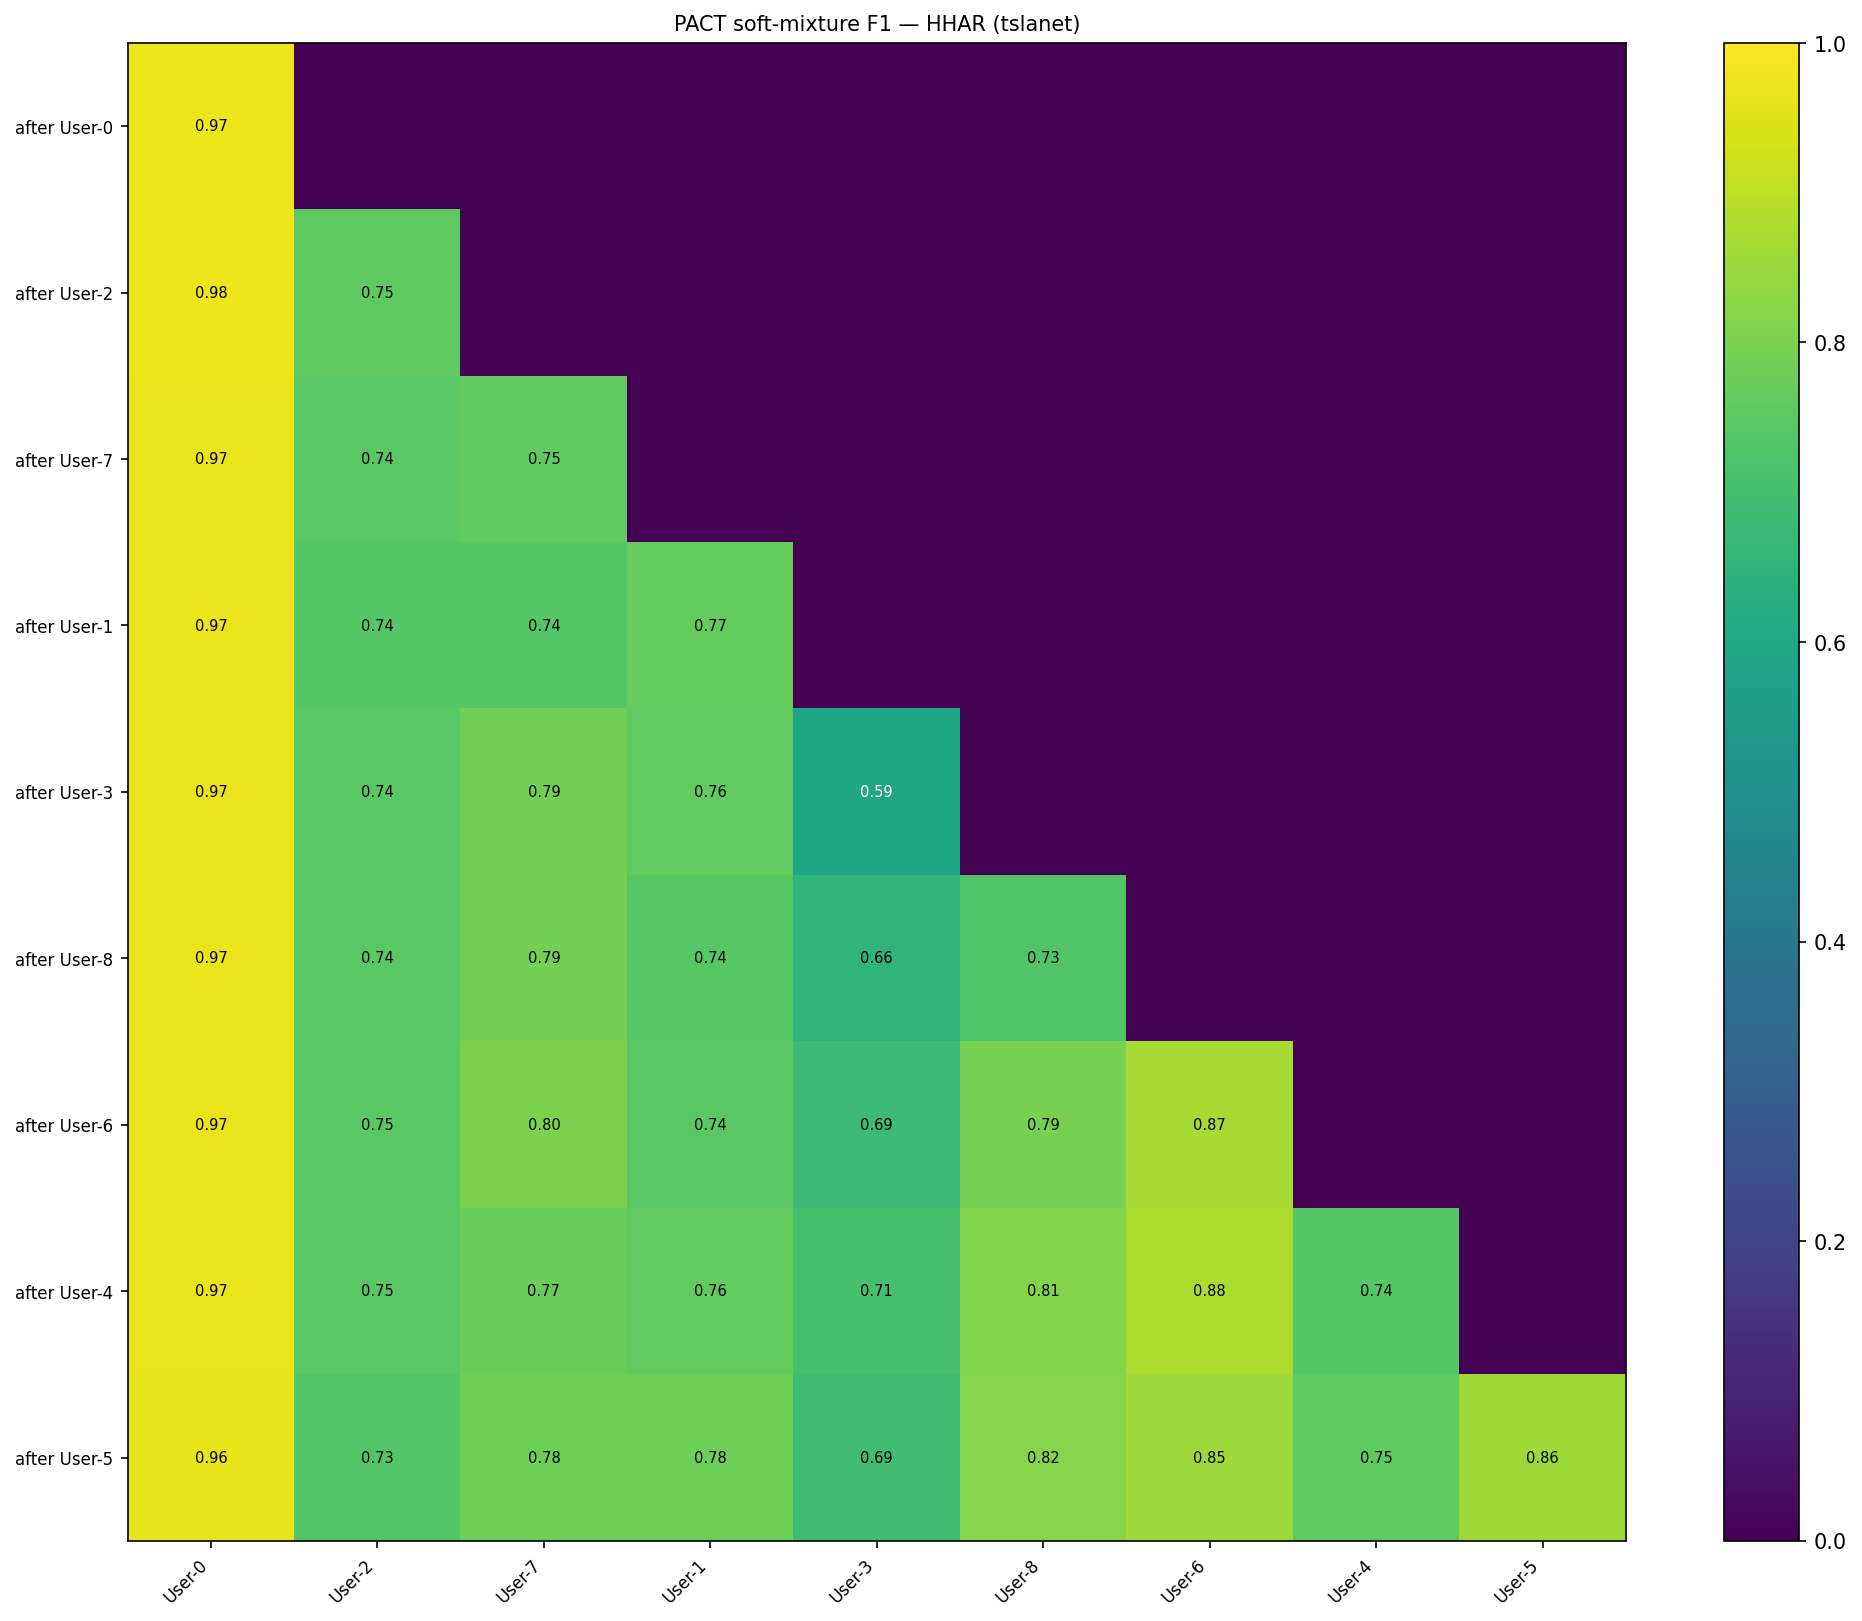 PACT soft-mixture F1 — HHAR (tslanet)
1.0
after User-0 0.97
after User-2 0.98 0.75
0.8
after User-7 0.97 0.74 0.75
after User-1 0.97 0.74 0.74 0.77
0.6
after User-3 0.97 0.74 0.79 0.76 0.59
after User-8 0.97 0.74 0.79 0.74 0.66 0.73
0.4
after User-6 0.97 0.75 0.80 0.74 0.69 0.79 0.87
0.2
after User-4 0.97 0.75 0.77 0.76 0.71 0.81 0.88 0.74
after User-5 0.96 0.73 0.78 0.78 0.69 0.82 0.85 0.75 0.86
0.0
User-0 User-2 User-7 User-1 User-3 User-8 User-6 User-4 User-5